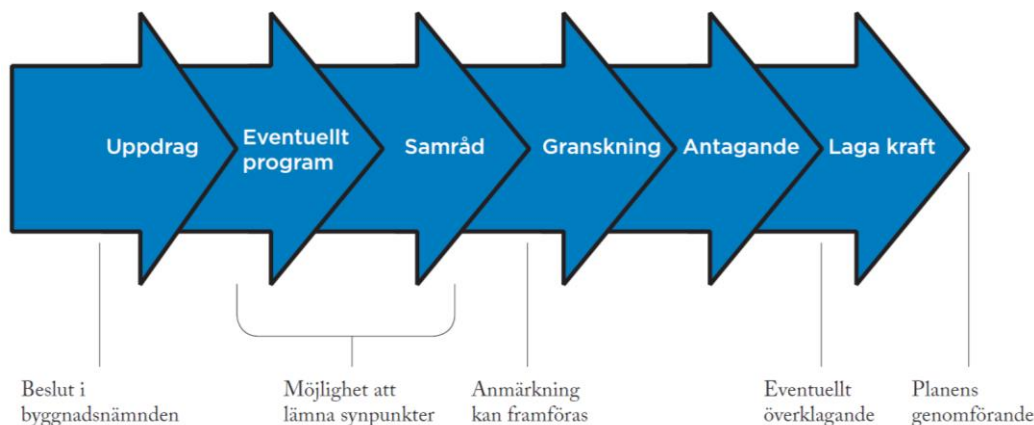 Uppdrag
Eventuellt
program
Samråd
Granskning
Antagande
Laga kraft
Beslut i
byggnadsnämnden
Möjlighet att
lämna synpunkter
Anmärkning
kan framföras
Eventuellt
överklagande
Planens
genomförande